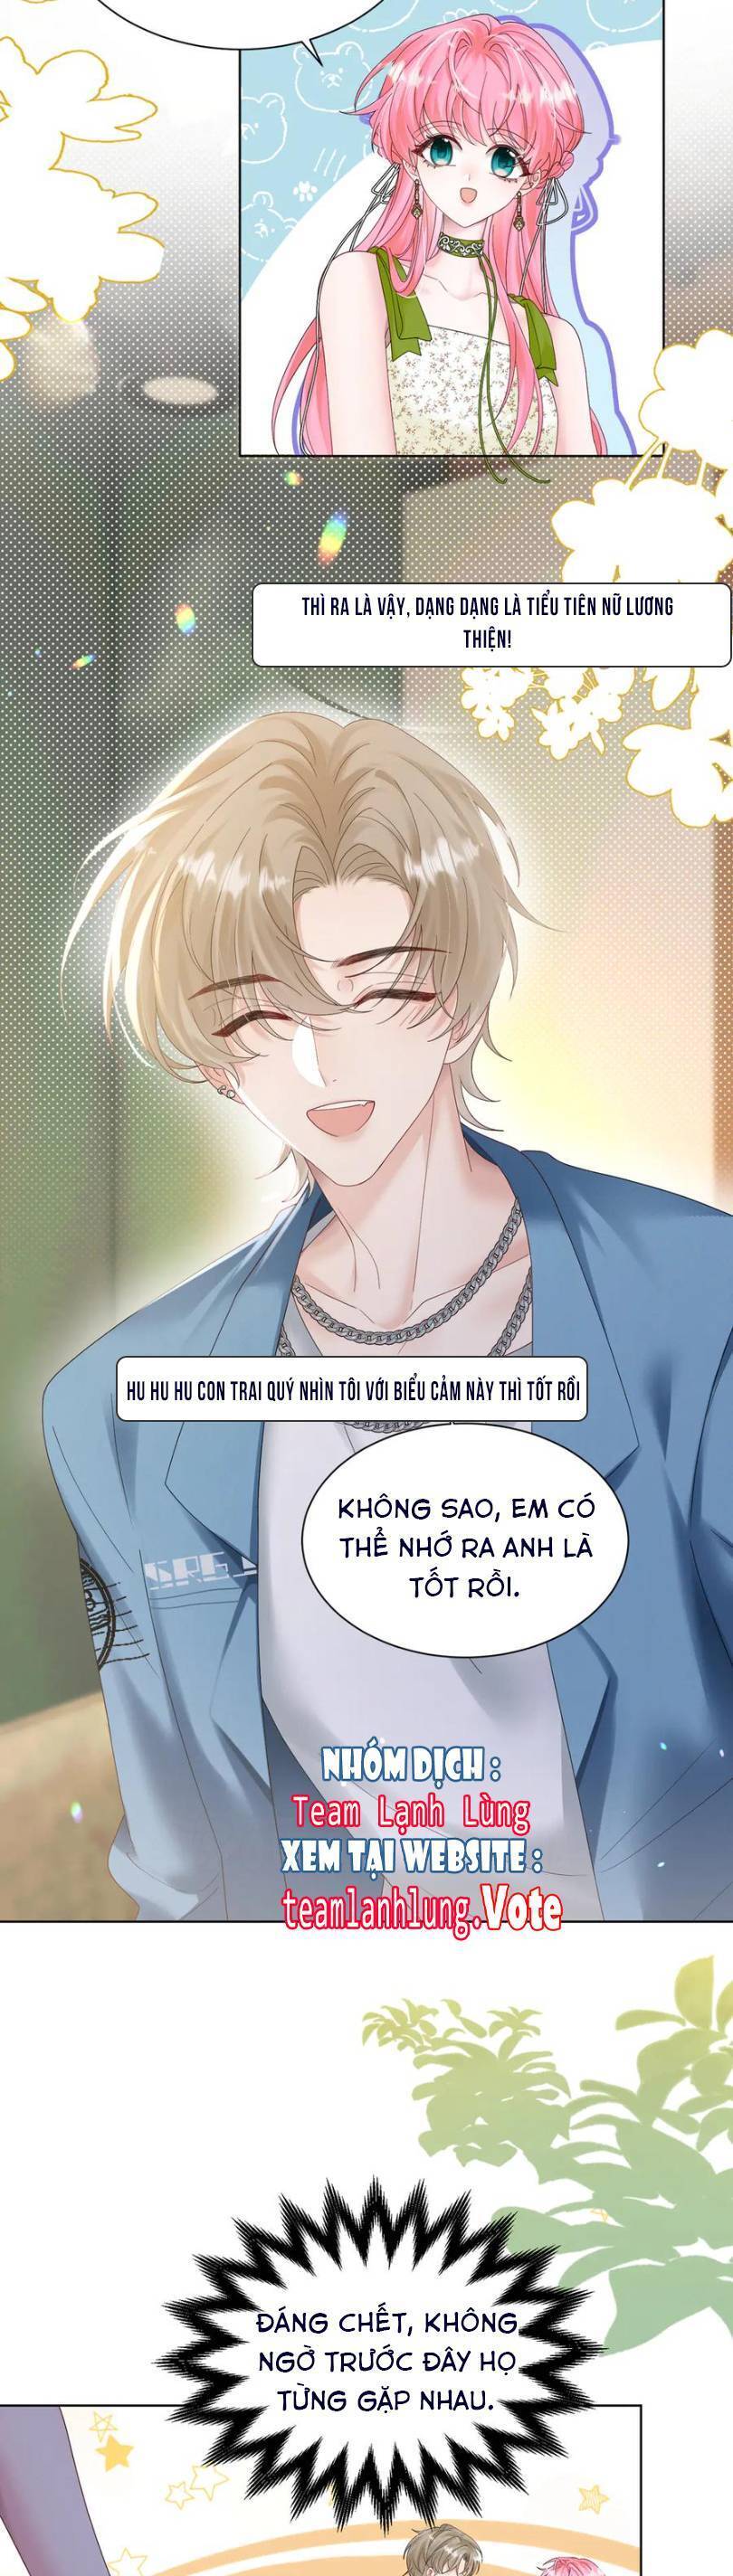 THÌ RA LÀ VẬY, DẠNG DẠNG LÀ TIỂU TIÊN NỮ LƯƠNG
THIỆN!
HU HU HU CON TRAI QUÝ NHÌN TÔI VỚI BIỂU CẢM NÀY THÌ TỐT RỒI
KHÔNG SAO, EM CÓ
THỂ NHỚ RA ANH LÀ
TỐT RỒI.
NHÓM DỊCH :
Team Lạnh Lùng
XEM TẠI WEBSITE :
teamlanhlung.Vote
ĐÁNG CHẾT, KHÔNG
NGỜ TRƯỚC ĐÂY HỌ
TỪNG GẶP NHAU.